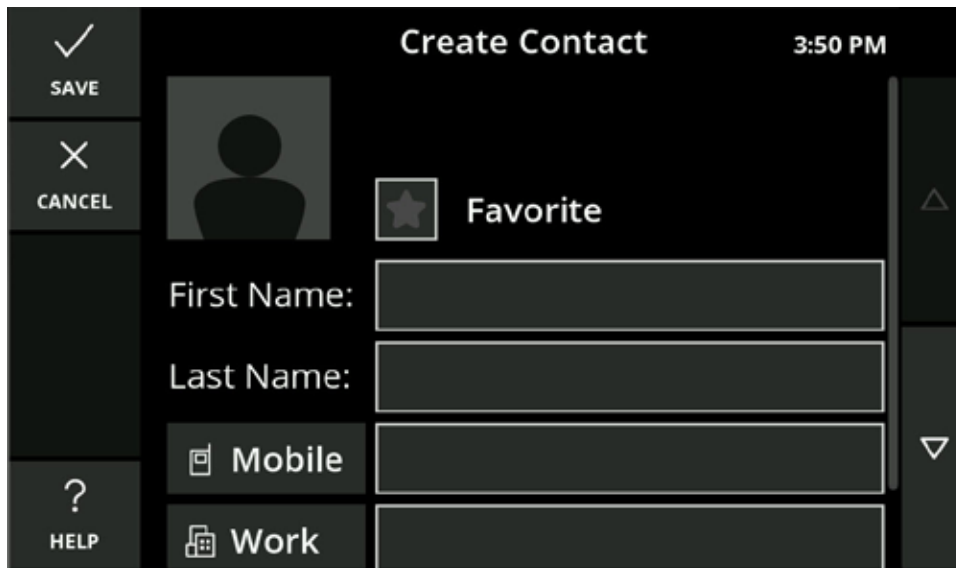 Create Contact
3:50 PM
SAVE
CANCEL
Favorite
First Name:
Last Name:
Mobile
?
HELP
Work